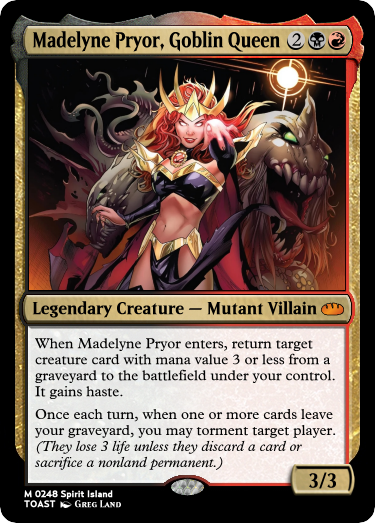 Madelyne Pryor, Goblin Queen 2
Legendary Creature — Mutant Villain
When Madelyne Pryor enters, return target
creature card with mana value 3 or less from a
graveyard to the battlefield under your control.
It gains haste.
Once each turn, when one or more cards leave
your graveyard, you may torment target player.
(They lose 3 life unless they discard a card or
sacrifice a nonland permanent.)
3/3
M 0248 Spirit Island
TOAST Greg Land